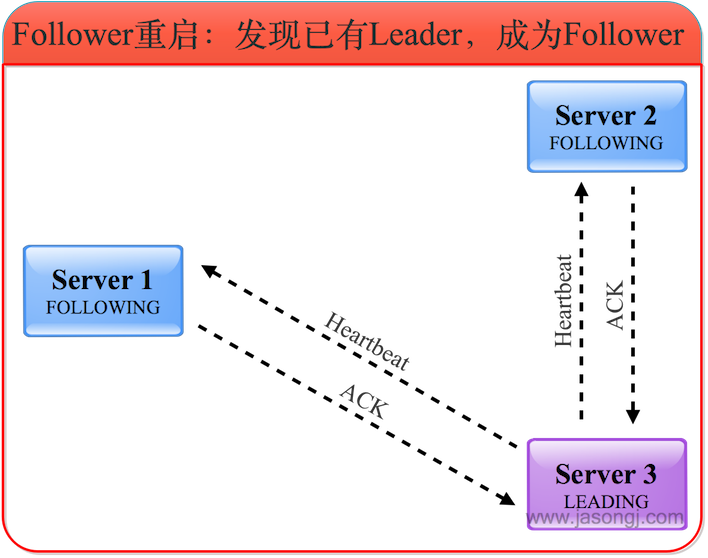 Follower重启：发现已有Leader，成为Follower
Server 2
FOLLOWING
Server 1
FOLLOWING
Heartbeat
ACK
Heartbeat
ACK
Server 3
LEADING
www.jasongj.com